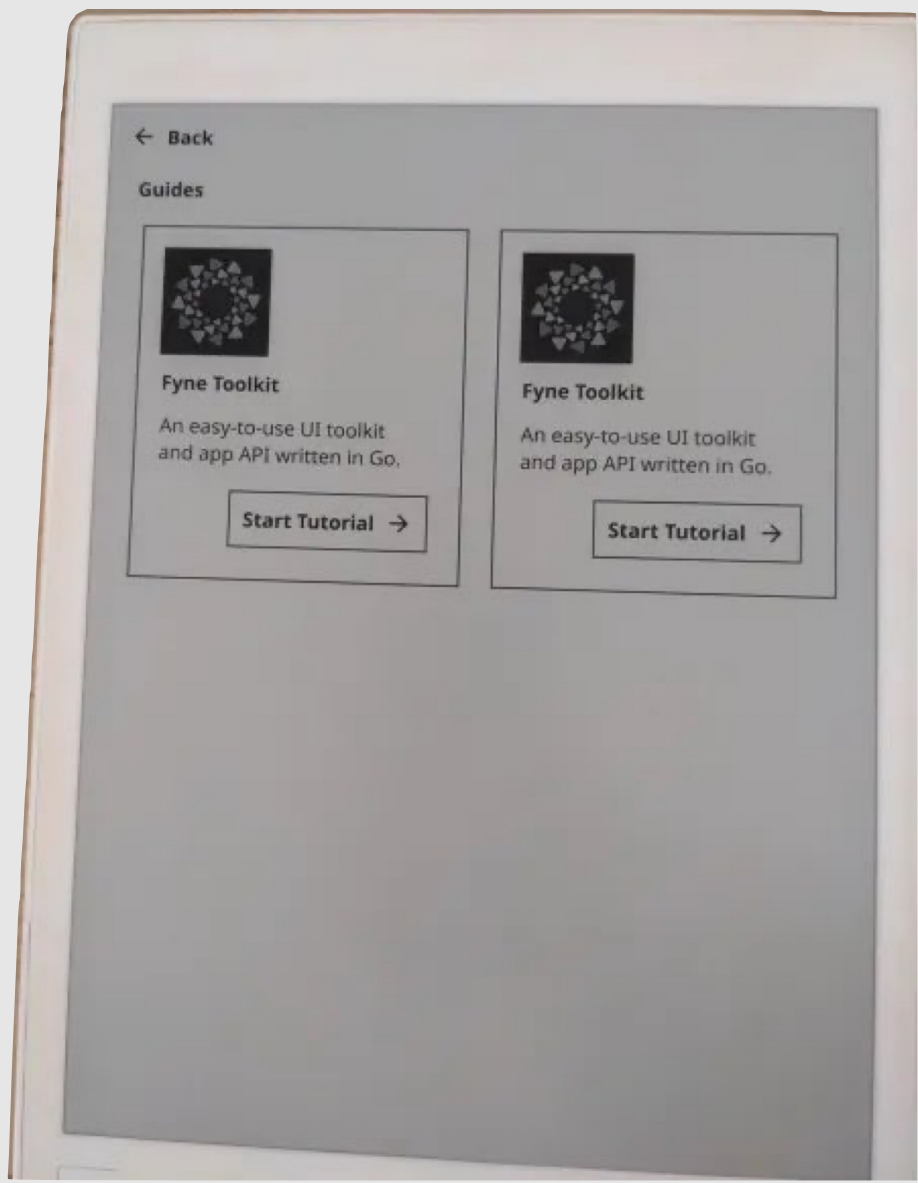 ← Back
Guides
Fyne Toolkit
An easy-to-use UI toolkit
and app API written in Go.
Start Tutorial →
Fyne Toolkit
An easy-to-use UI toolkit
and app API written in Go.
Start Tutorial →